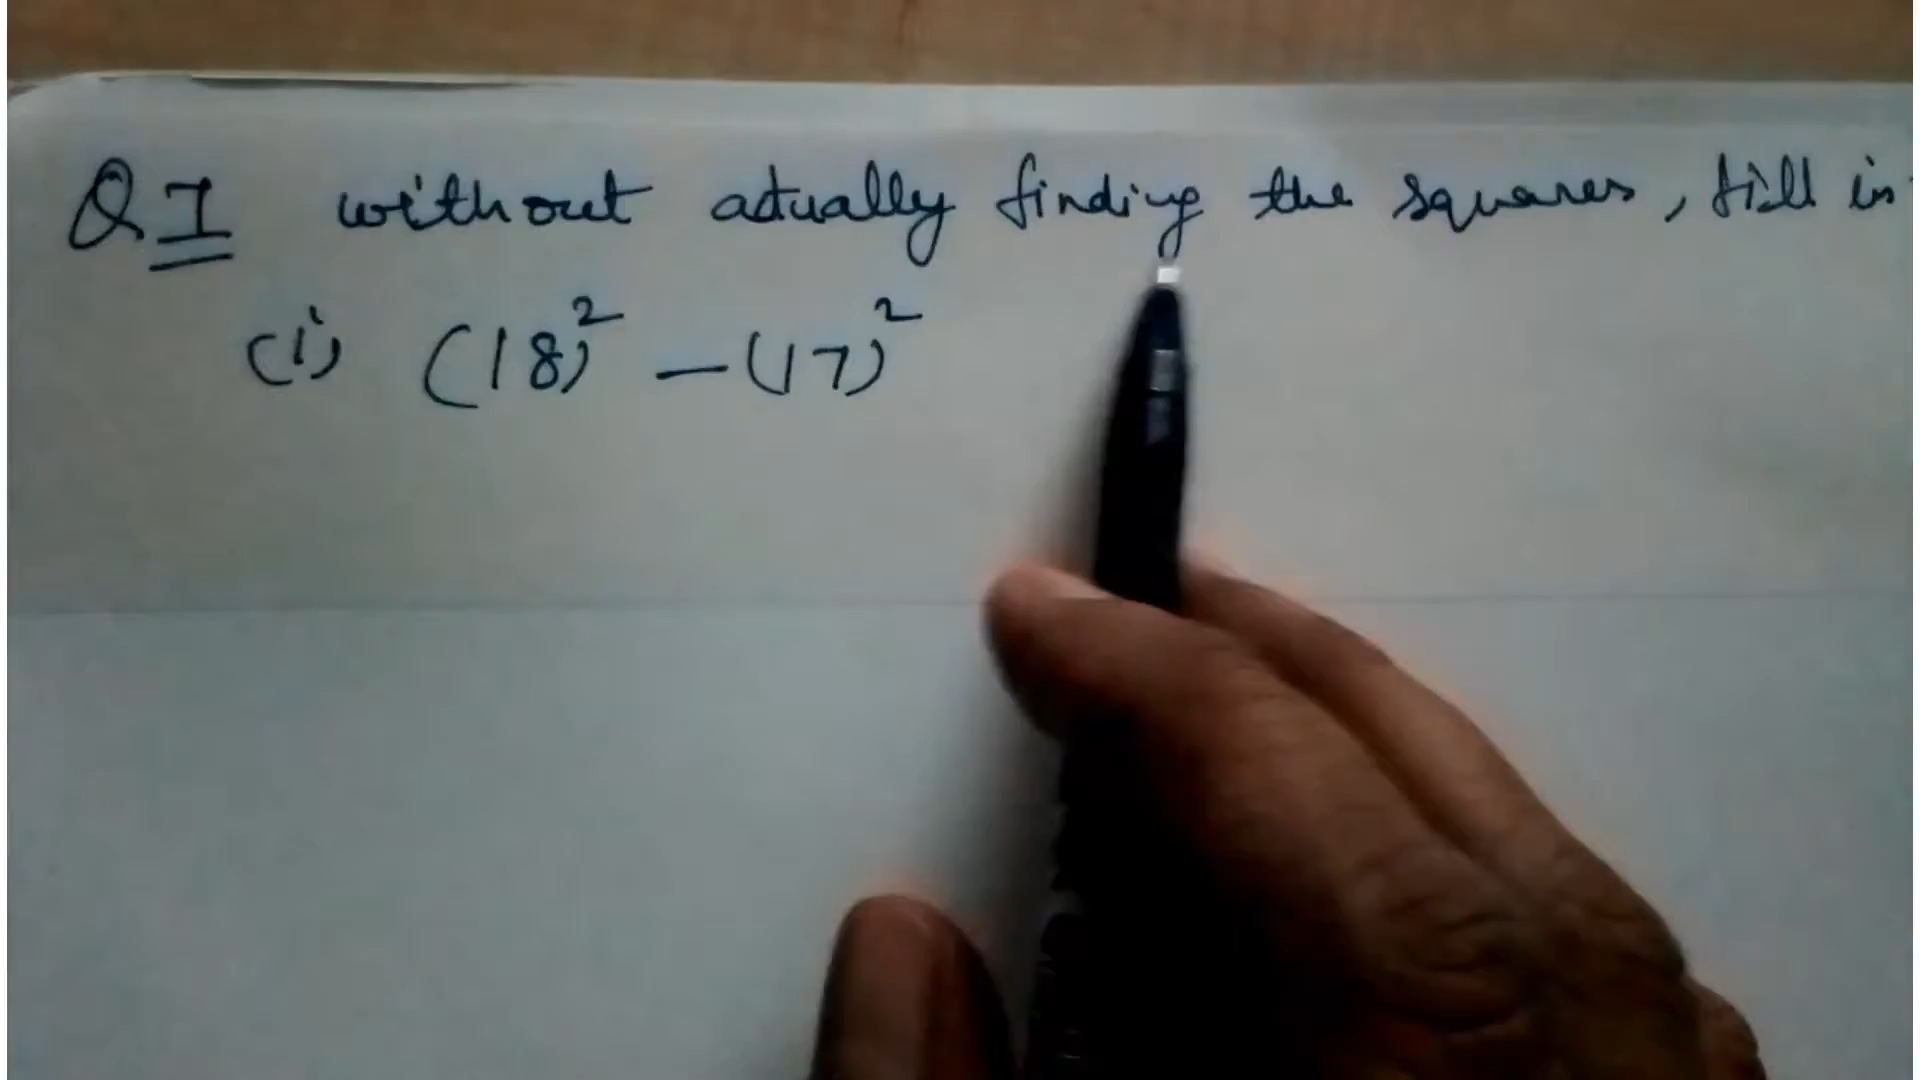 Q I without actually finding the squares, fill in
(i) (18)² - (17)²